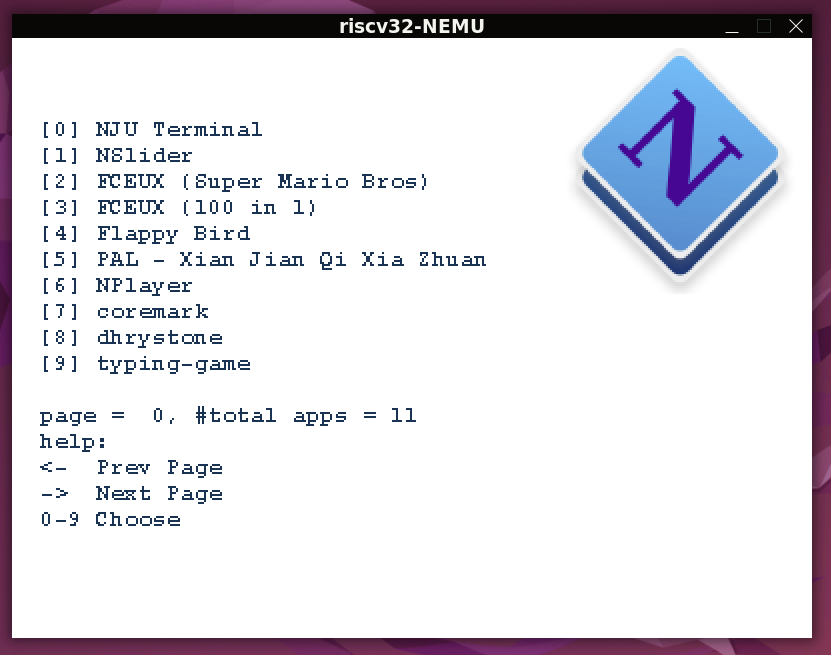 riscv32-NEMU
N
[0] NJU Terminal
[1] NSlider
[2] FCEUX (Super Mario Bros)
[3] FCEUX (100 in 1)
[4] Flappy Bird
[5] PAL - Xian Jian Qi Xia Zhuan
[6] NPlayer
[7] coremark
[8] dhrystone
[9] typing-game
page =  0, #total apps = 11
help:
<-  Prev Page
->  Next Page
0-9 Choose